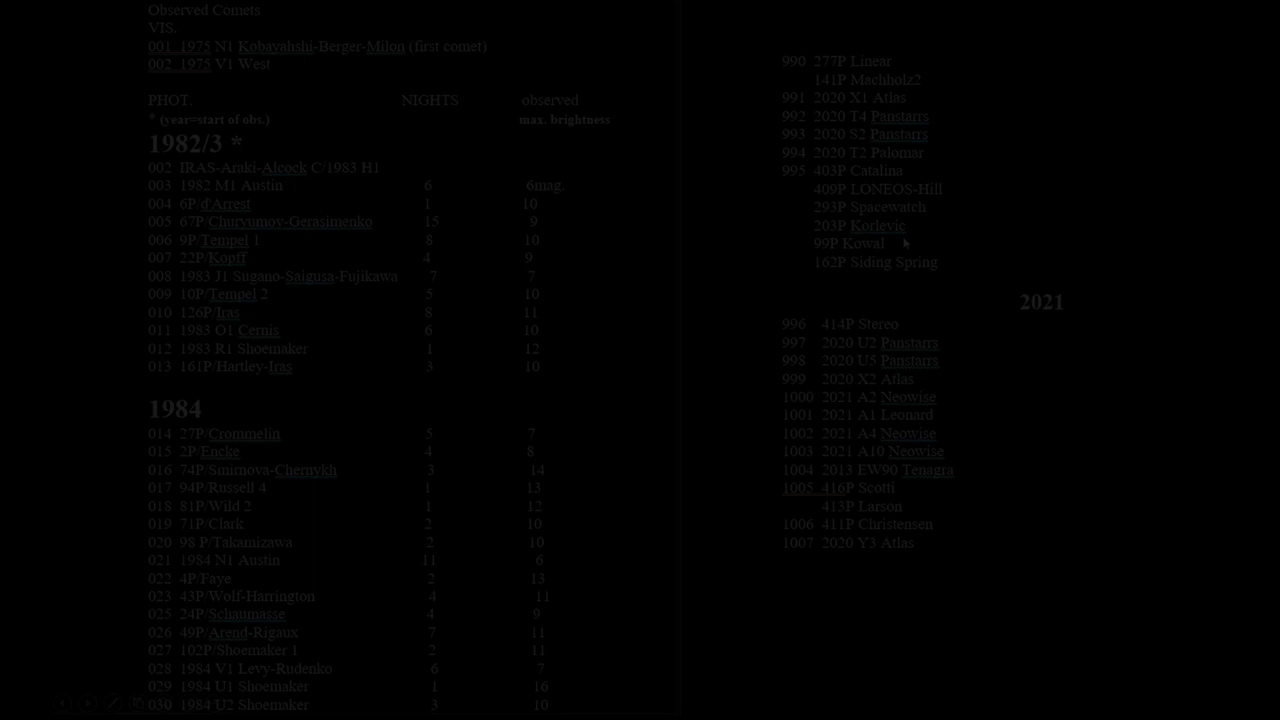 Observed Comets
VIS.
001 1975 N1 Kobayahshi-Berger-Milon (first comet)
002 1975 V1 West
PHOT. NIGHTS observed
* (year=start of obs.) max. brightness
1982/3 *
002 IRAS-Araki-Alcock C/1983 H1
003 1982 M1 Austin 6 6mag.
004 6P/d'Arrest 1 10
005 67P/Churyumov-Gerasimenko 15 9
006 9P/Tempel 1 8 10
007 22P/Kopff 4 9
008 1983 J1 Sugano-Saigusa-Fujikawa 7 7
009 10P/Tempel 2 5 10
010 126P/Iras 8 11
011 1983 O1 Cernis 6 10
012 1983 R1 Shoemaker 1 12
013 161P/Hartley-Iras 3 10
1984
014 27P/Crommelin 5 7
015 2P/Encke 4 8
016 74P/Smirnova-Chernykh 3 14
017 94P/Russell 4 1 13
018 81P/Wild 2 1 12
019 71P/Clark 2 10
020 98 P/Takamizawa 2 10
021 1984 N1 Austin 11 6
022 4P/Faye 2 13
023 43P/Wolf-Harrington 4 11
025 24P/Schaumasse 4 9
026 49P/Arend-Rigaux 7 11
027 102P/Shoemaker 1 2 11
028 1984 V1 Levy-Rudenko 6 7
029 1984 U1 Shoemaker 1 16
030 1984 U2 Shoemaker 3 10
990 277P Linear
141P Machholz2
991 2020 X1 Atlas
992 2020 T4 Panstarrs
993 2020 S2 Panstarrs
994 2020 T2 Palomar
995 403P Catalina
409P LONEOS-Hill
293P Spacewatch
203P Korlevic
99P Kowal
162P Siding Spring
2021
996 414P Stereo
997 2020 U2 Panstarrs
998 2020 U5 Panstarrs
999 2020 X2 Atlas
1000 2021 A2 Neowise
1001 2021 A1 Leonard
1002 2021 A4 Neowise
1003 2021 A10 Neowise
1004 2013 EW90 Tenagra
1005 416P Scotti
413P Larson
1006 411P Christensen
1007 2020 Y3 Atlas